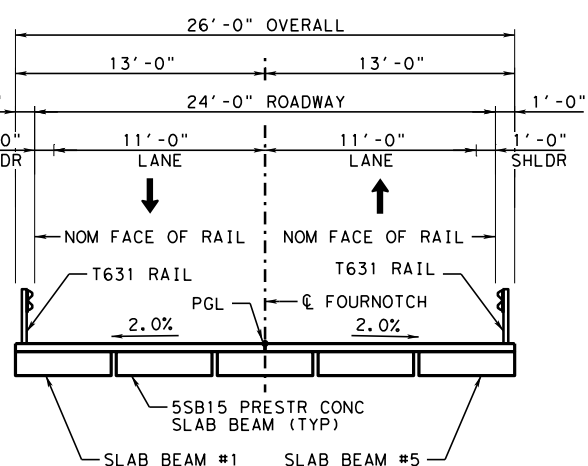 26'-0" OVERALL
13'-0" 13'-0"
24'-0" ROADWAY 1'-0"
11'-0" 11'-0" 1'-0"
LANE LANE SHLDR
NOM FACE OF RAIL NOM FACE OF RAIL
T631 RAIL T631 RAIL
PGL ℄ FOURNOTCH
2.0% 2.0%
5SB15 PRESTR CONC
SLAB BEAM (TYP)
SLAB BEAM #1 SLAB BEAM #5